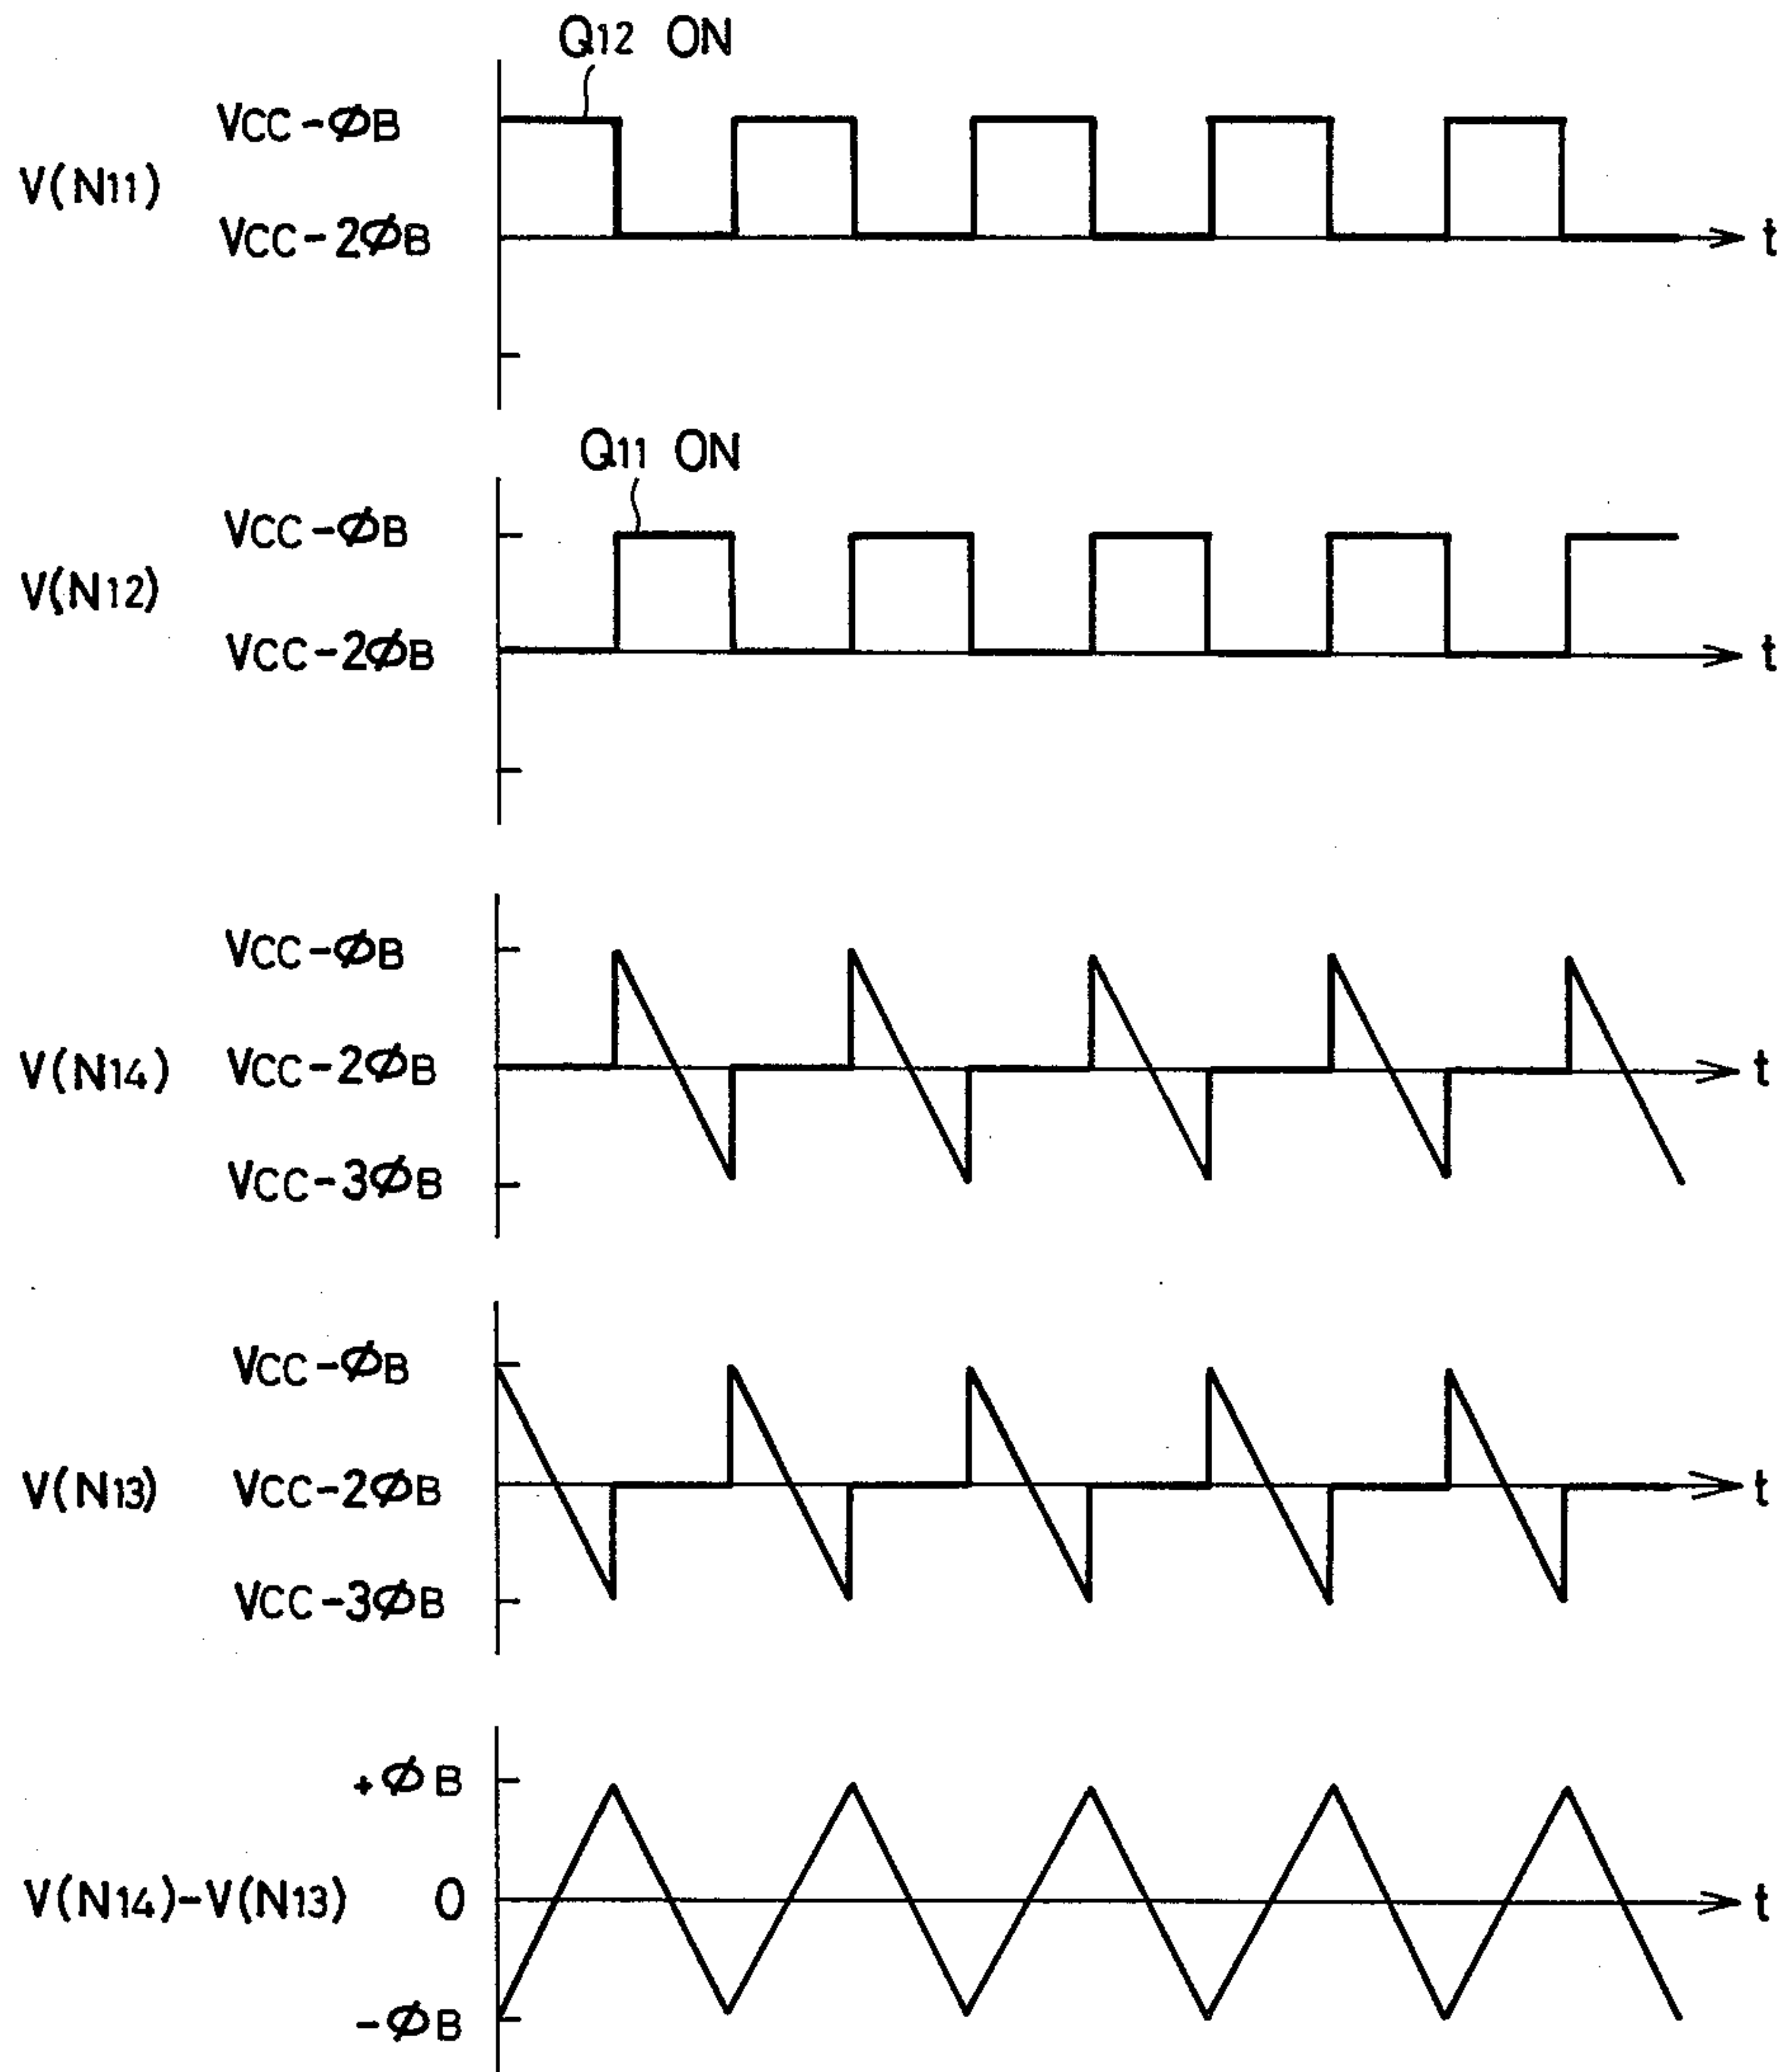 Q12 ON
VCC-ΦB
V(N11)
VCC-2ΦB
t
Q11 ON
VCC-ΦB
V(N12)
VCC-2ΦB
t
VCC-ΦB
V(N14) VCC-2ΦB
t
VCC-3ΦB
VCC-ΦB
V(N13) VCC-2ΦB
t
VCC-3ΦB
+ΦB
V(N14)-V(N13) 0
t
-ΦB